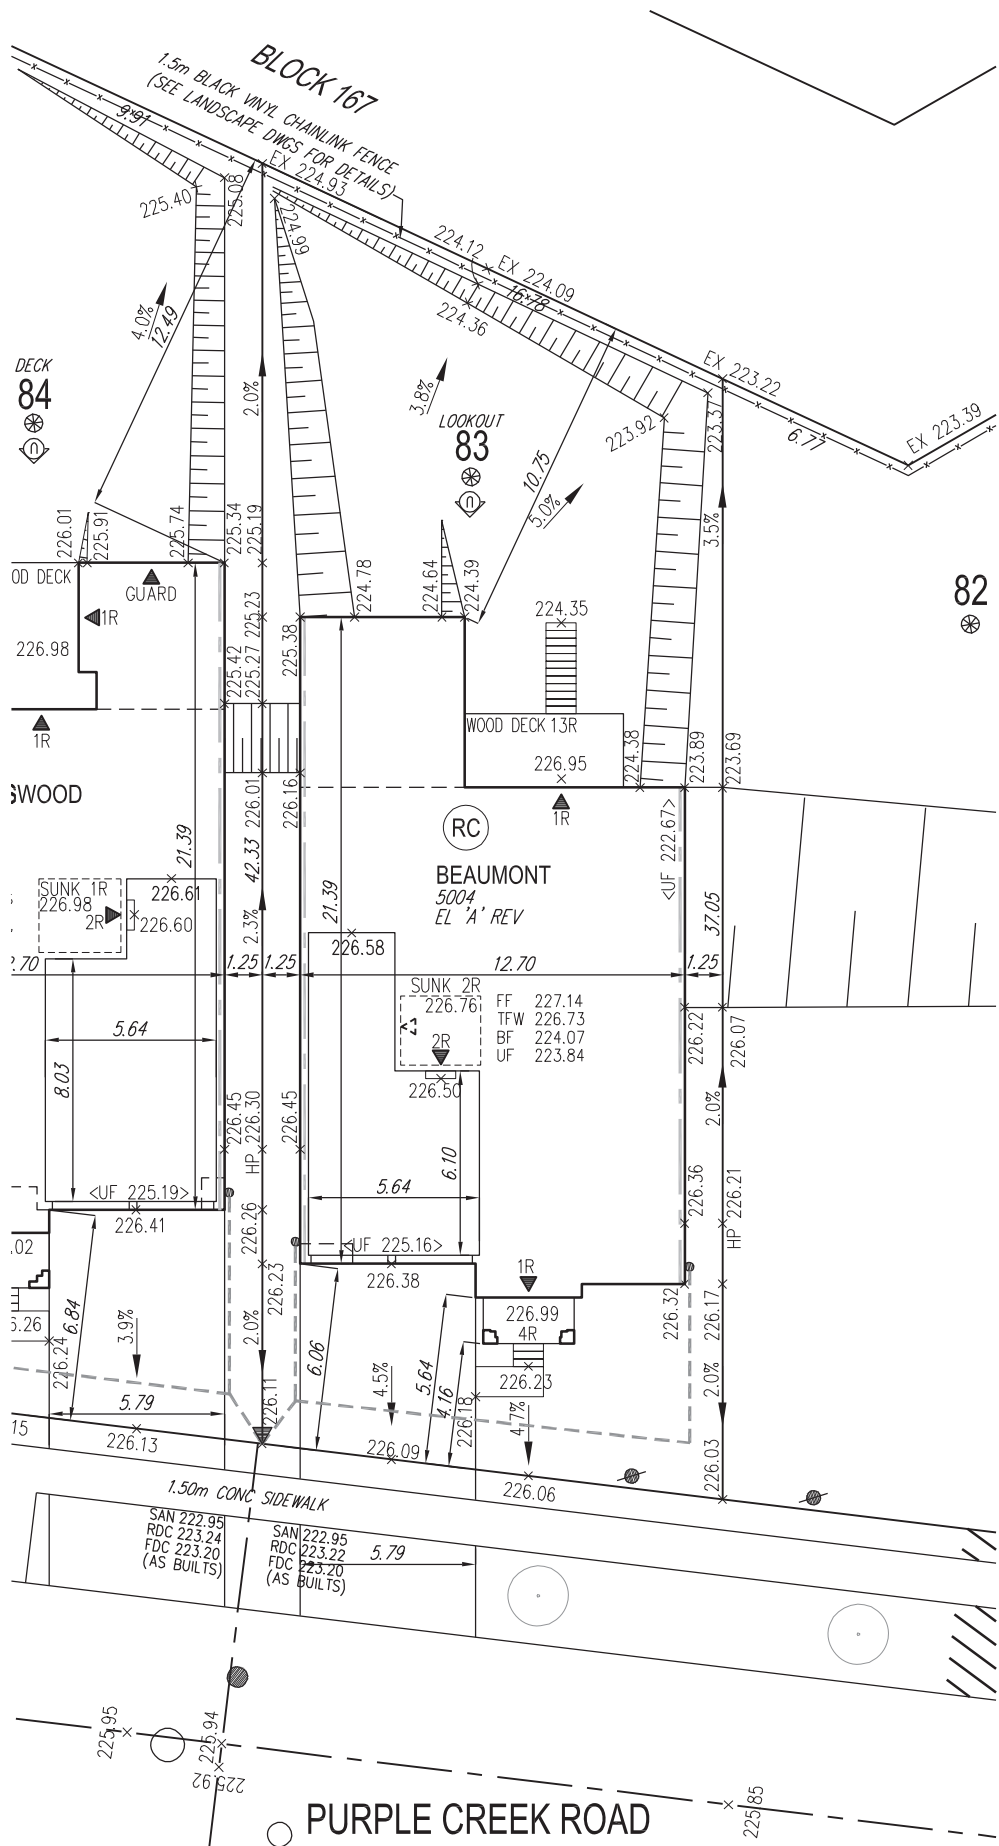 BLOCK 167
1.5m BLACK VINYL CHAINLINK FENCE
(SEE LANDSCAPE DWGS FOR DETAILS)
9.91
EX 224.93
225.40
225.08
224.99
224.12
EX 224.09
16.78
224.36
4.0%
12.49
2.0%
3.8%
EX 223.22
EX 223.39
6.77
DECK
84
LOOKOUT
83
223.92
10.75
5.0%
3.5%
226.01
225.91
225.74
225.34
225.19
224.78
224.64
224.39
OD DECK
GUARD
1R
226.98
1R
225.23
225.38
225.42
225.27
224.35
82
WOOD DECK 13R
226.95
1R
224.38
223.89
223.69
SWOOD
226.01
226.16
RC
<UF 222.67>
BEAUMONT
5004
EL 'A' REV
21.39
42.33
21.39
37.05
SUNK 1R
226.98
2R
226.61
226.60
2.3%
226.58
2.70
1.25
1.25
12.70
1.25
SUNK 2R
226.76
2R
226.50
FF 227.14
TFW 226.73
BF 224.07
UF 223.84
226.22
226.07
5.64
8.03
226.45
HP 226.30
226.45
6.10
5.64
2.0%
226.36
HP 226.21
<UF 225.19>
226.41
226.26
226.23
<UF 225.16>
226.38
1R
226.99
4R
226.23
226.32
226.17
.02
6.84
3.9%
2.0%
6.06
4.5%
5.64
4.16
226.18
4.7%
2.0%
226.24
226.11
5.79
15
226.13
226.09
226.06
226.03
1.50m CONC SIDEWALK
SAN 222.95
RDC 223.24
FDC 223.20
(AS BUILTS)
SAN 222.95
RDC 223.22
FDC 223.20
(AS BUILTS)
5.79
225.95
225.94
225.92
225.85
PURPLE CREEK ROAD